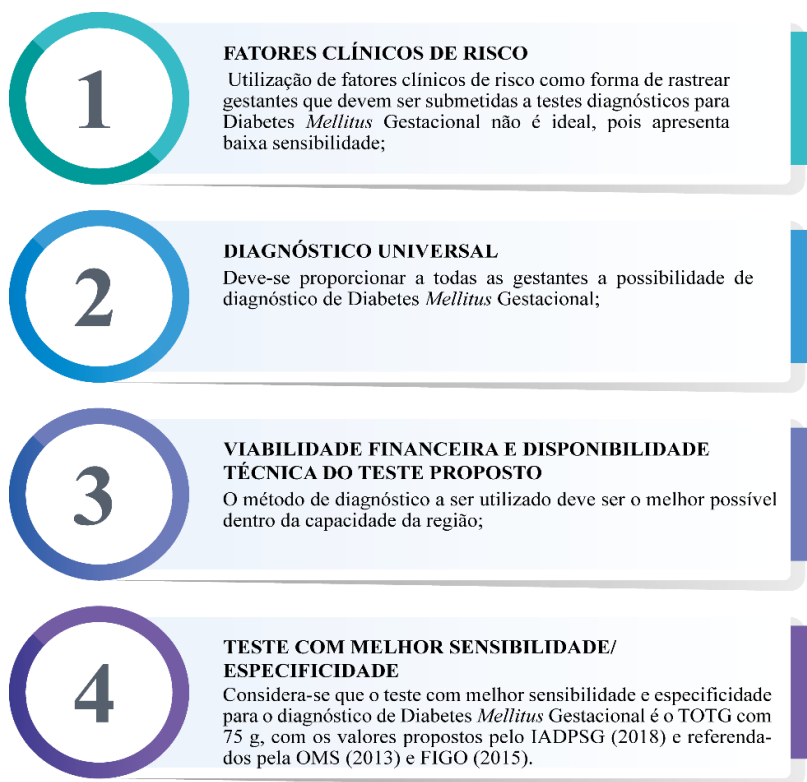 1
FATORES CLÍNICOS DE RISCO
Utilização de fatores clínicos de risco como forma de rastrear
gestantes que devem ser submetidas a testes diagnósticos para
Diabetes Mellitus Gestacional não é ideal, pois apresenta
baixa sensibilidade;
2
DIAGNÓSTICO UNIVERSAL
Deve-se proporcionar a todas as gestantes a possibilidade de
diagnóstico de Diabetes Mellitus Gestacional;
3
VIABILIDADE FINANCEIRA E DISPONIBILIDADE
TÉCNICA DO TESTE PROPOSTO
O método de diagnóstico a ser utilizado deve ser o melhor possível
dentro da capacidade da região;
4
TESTE COM MELHOR SENSIBILIDADE/
ESPECIFICIDADE
Considera-se que o teste com melhor sensibilidade e especificidade
para o diagnóstico de Diabetes Mellitus Gestacional é o TOTG com
75 g, com os valores propostos pelo IADPSG (2018) e referenda-
dos pela OMS (2013) e FIGO (2015).